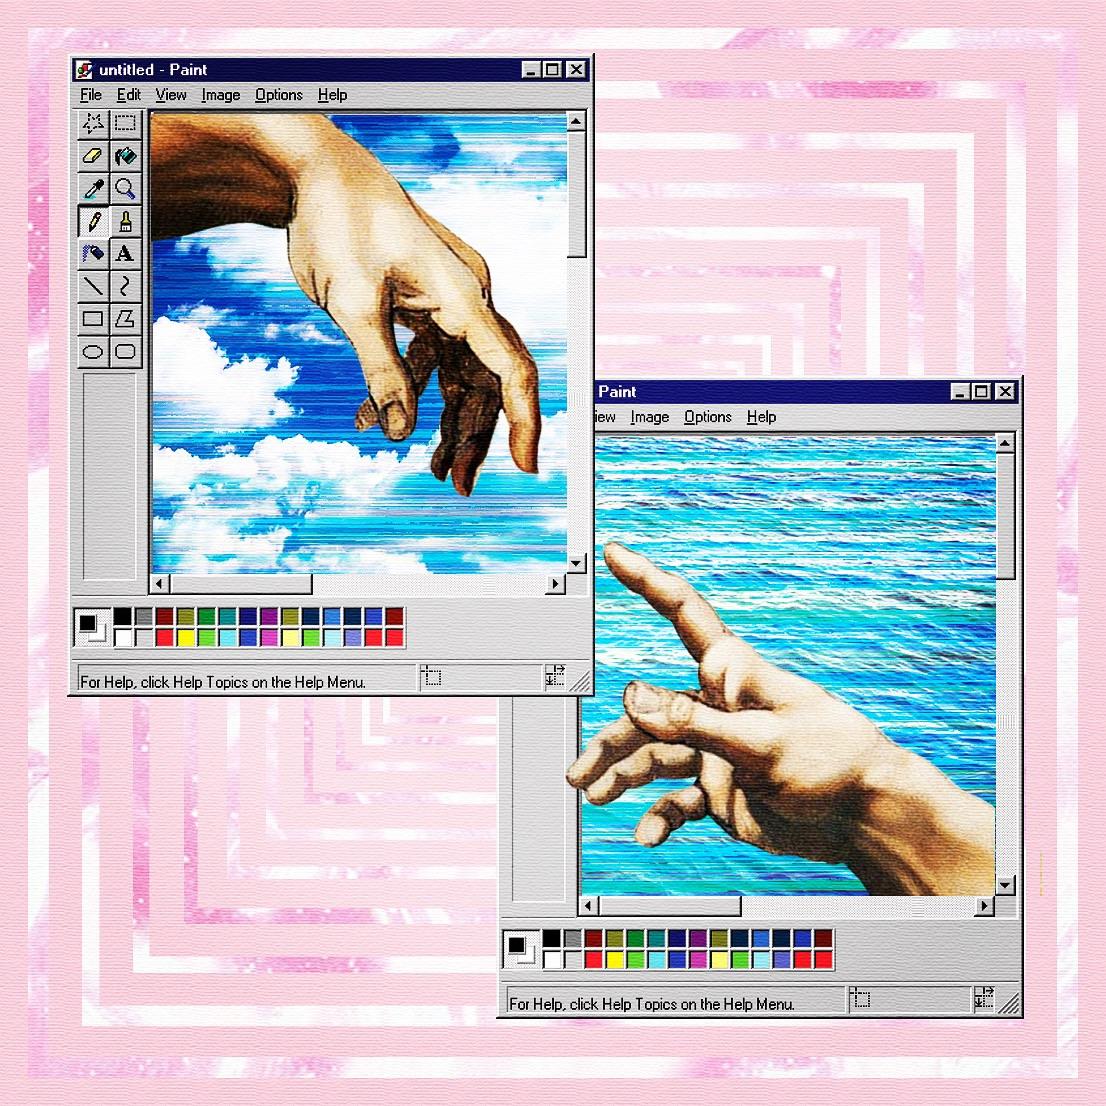 untitled - Paint
File Edit View Image Options Help
A
Paint
iew Image Options Help
For Help, click Help Topics on the Help Menu.
For Help, click Help Topics on the Help Menu.